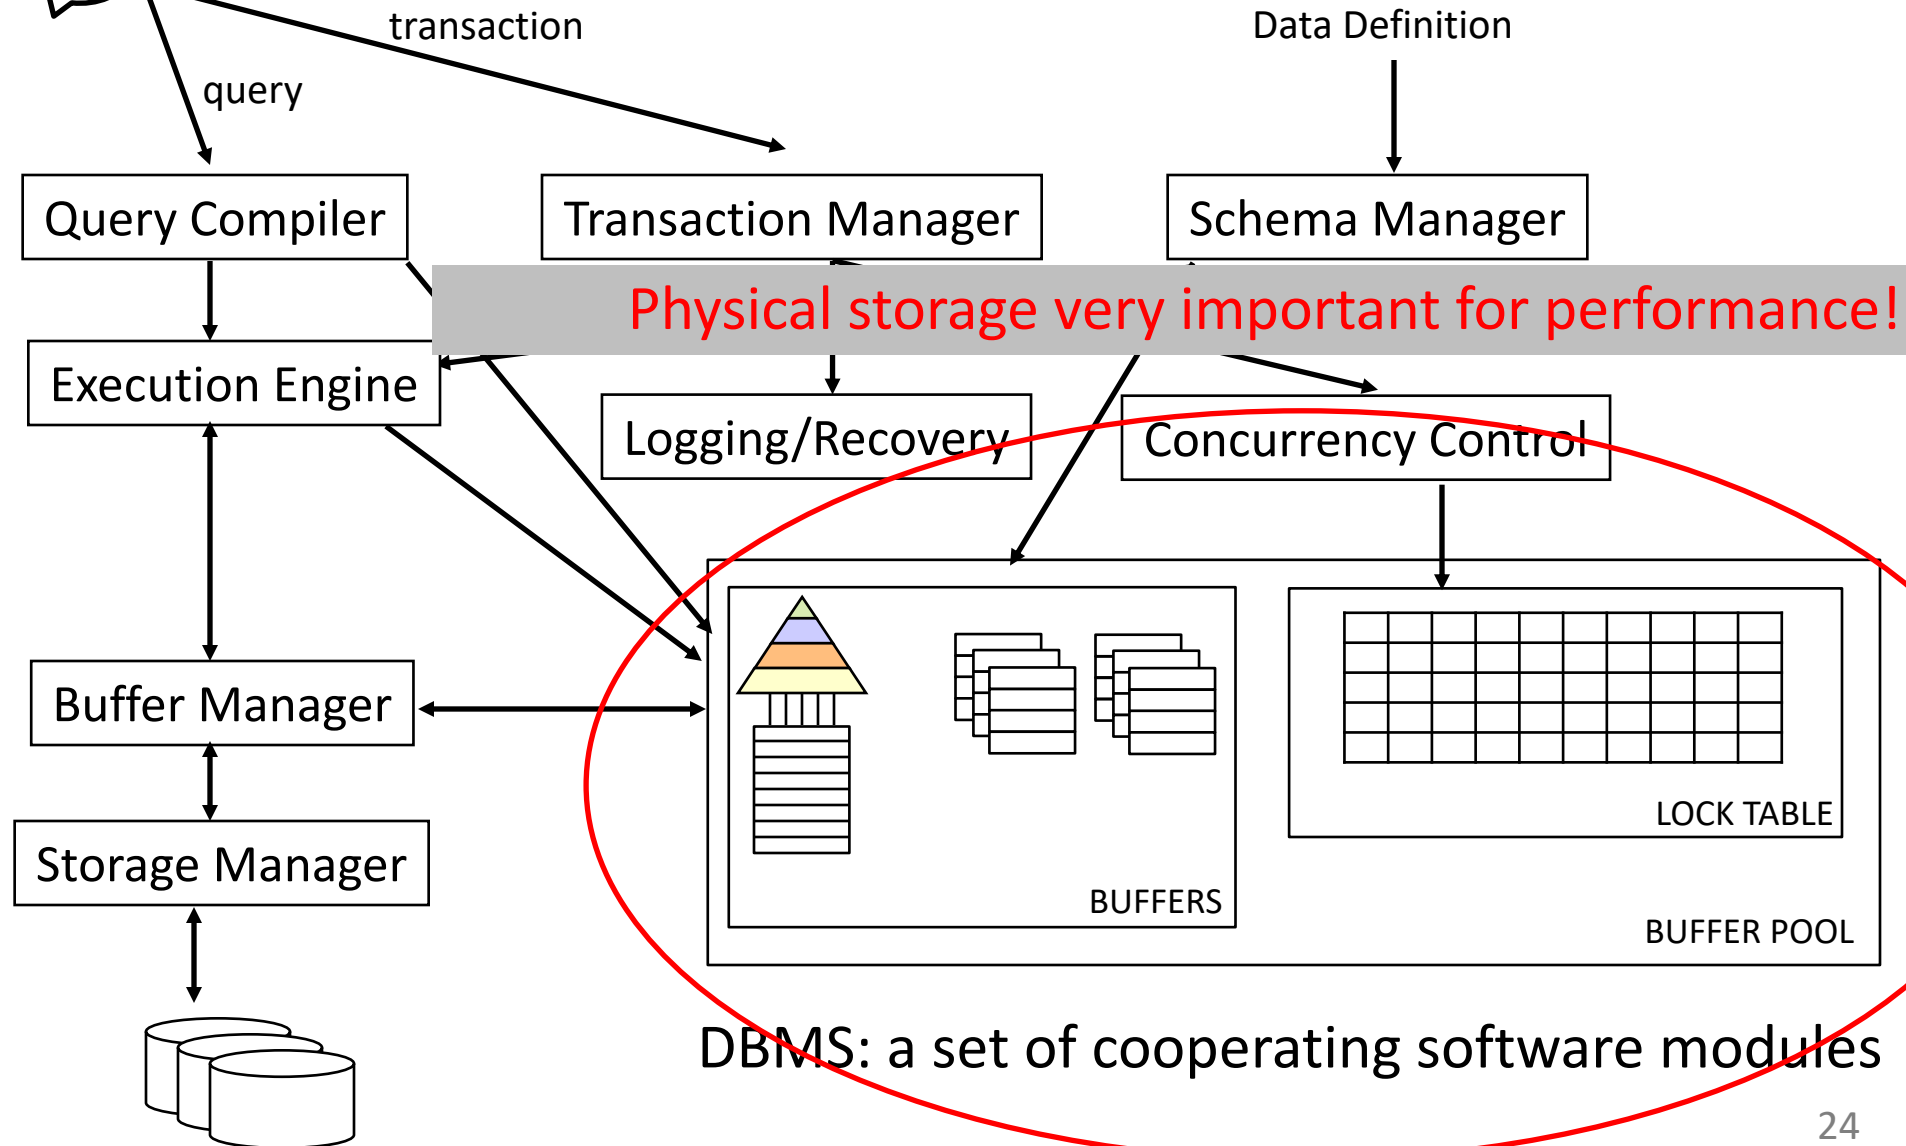 transaction
Data Definition
query
Query Compiler
Transaction Manager
Schema Manager
Physical storage very important for performance!
Execution Engine
Logging/Recovery
Concurrency Control
Buffer Manager
LOCK TABLE
Storage Manager
BUFFERS
BUFFER POOL
DBMS: a set of cooperating software modules
24